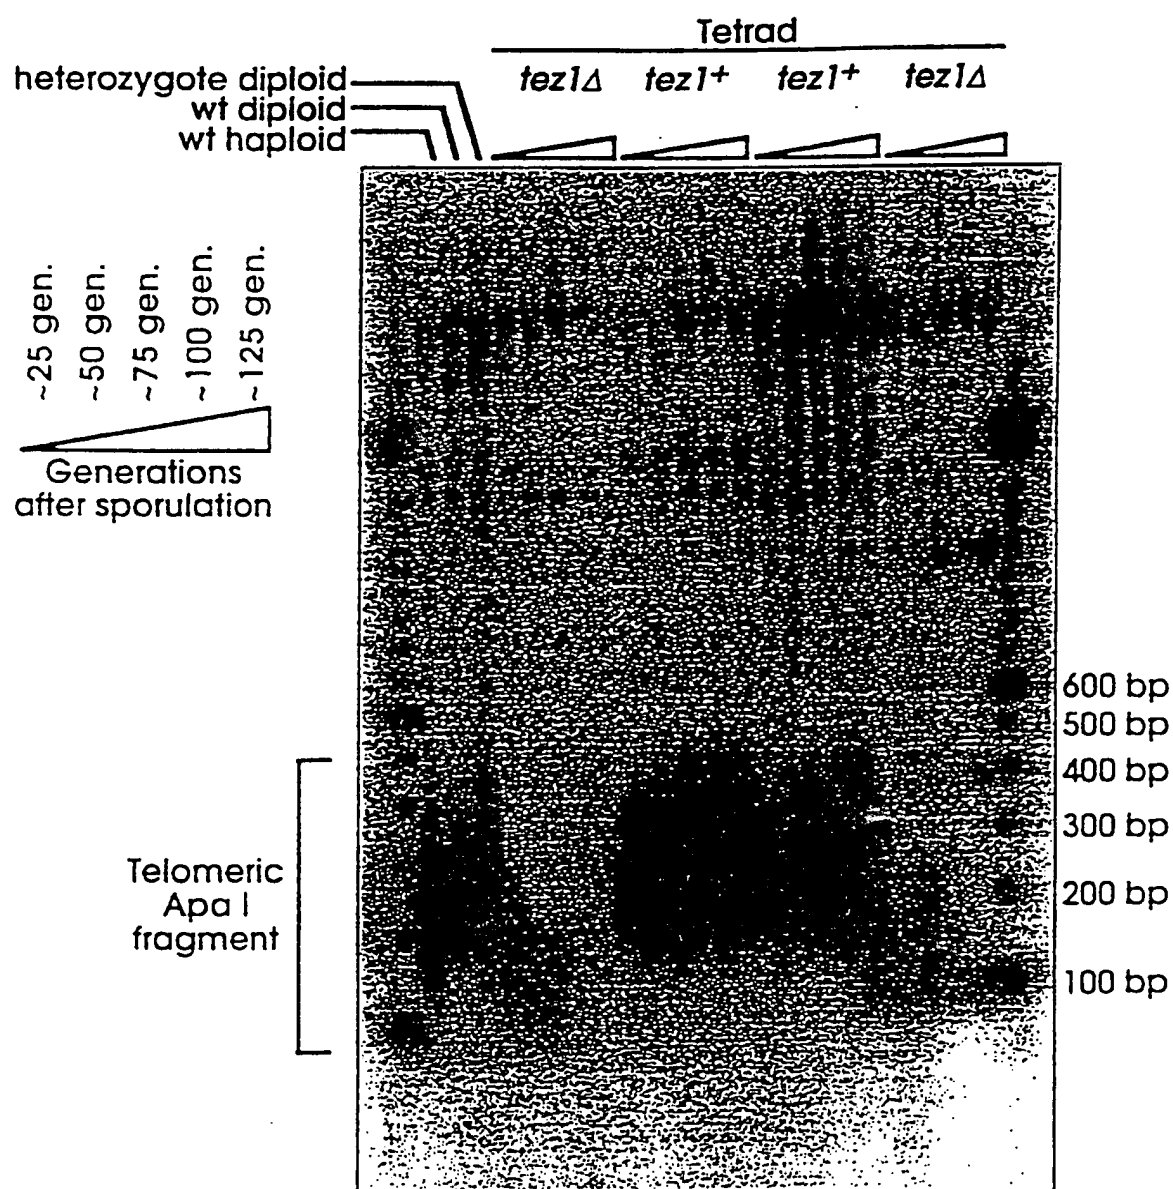 Tetrad
heterozygote diploid
wt diploid
wt haploid
tez1Δ tez1+ tez1+ tez1Δ
~25 gen.
~50 gen.
~75 gen.
~100 gen.
~125 gen.
Generations
after sporulation
600 bp
500 bp
400 bp
300 bp
200 bp
100 bp
Telomeric
Apa I
fragment